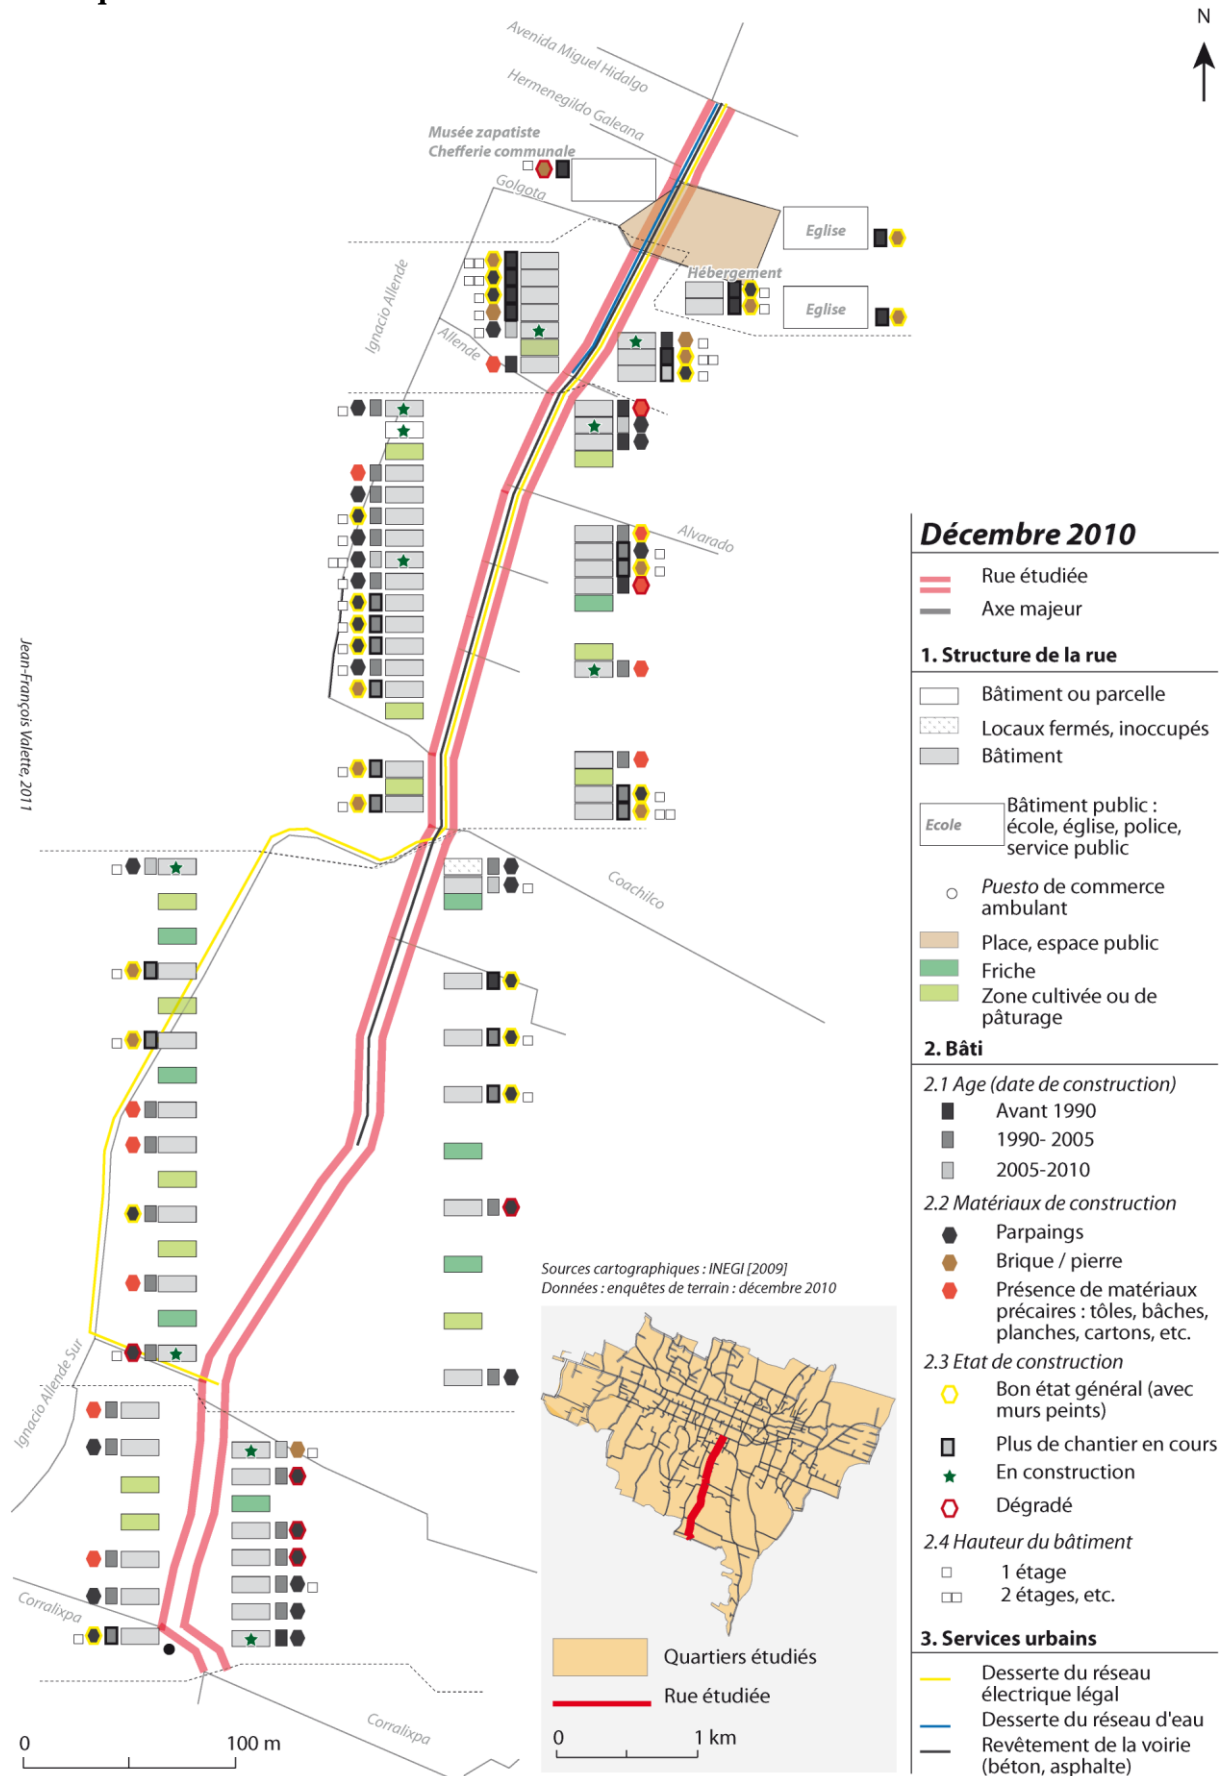 N
Avenida Miguel Hidalgo
Hermenegildo Galeana
Musée zapatiste
Chefferie communale
Golgota
Eglise
Hébergement
Eglise
Ignacio Allende
Allende
Alvarado
Jean-François Valette, 2011
Coachilco
Ignacio Allende Sur
Corralixpa
Corralixpa
0
100 m
Sources cartographiques : INEGI [2009]
Données : enquêtes de terrain : décembre 2010
Quartiers étudiés
Rue étudiée
0
1 km
Décembre 2010
Rue étudiée
Axe majeur
1. Structure de la rue
Bâtiment ou parcelle
Locaux fermés, inoccupés
Bâtiment
Ecole
Bâtiment public :
école, église, police,
service public
Puesto de commerce
ambulant
Place, espace public
Friche
Zone cultivée ou de
pâturage
2. Bâti
2.1 Age (date de construction)
Avant 1990
1990- 2005
2005-2010
2.2 Matériaux de construction
Parpaings
Brique / pierre
Présence de matériaux
précaires : tôles, bâches,
planches, cartons, etc.
2.3 Etat de construction
Bon état général (avec
murs peints)
Plus de chantier en cours
En construction
Dégradé
2.4 Hauteur du bâtiment
1 étage
2 étages, etc.
3. Services urbains
Desserte du réseau
électrique légal
Desserte du réseau d'eau
Revêtement de la voirie
(béton, asphalte)